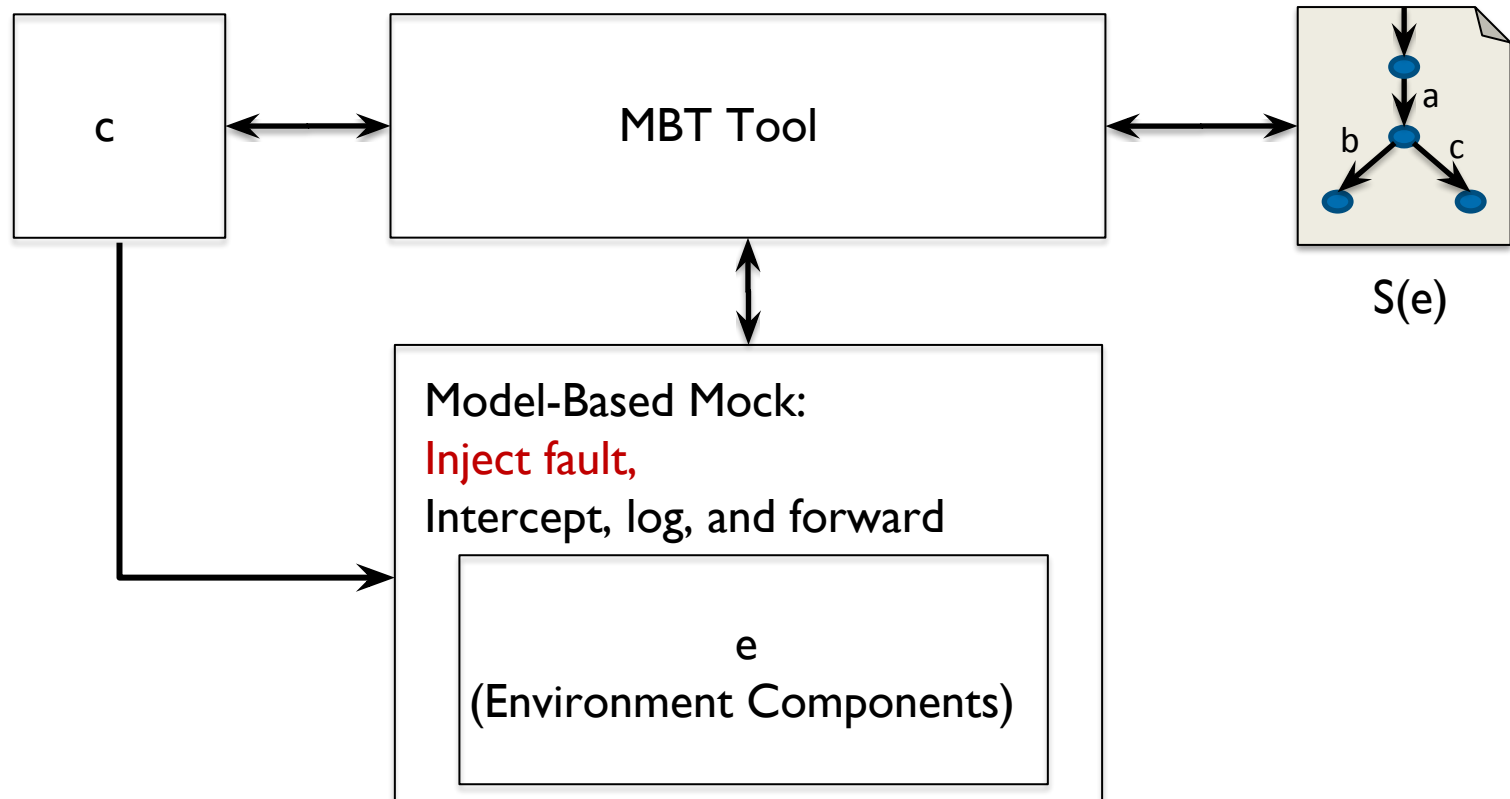 c
MBT Tool
a
b
c
S(e)
Model-Based Mock:
Inject fault,
Intercept, log, and forward
e
(Environment Components)